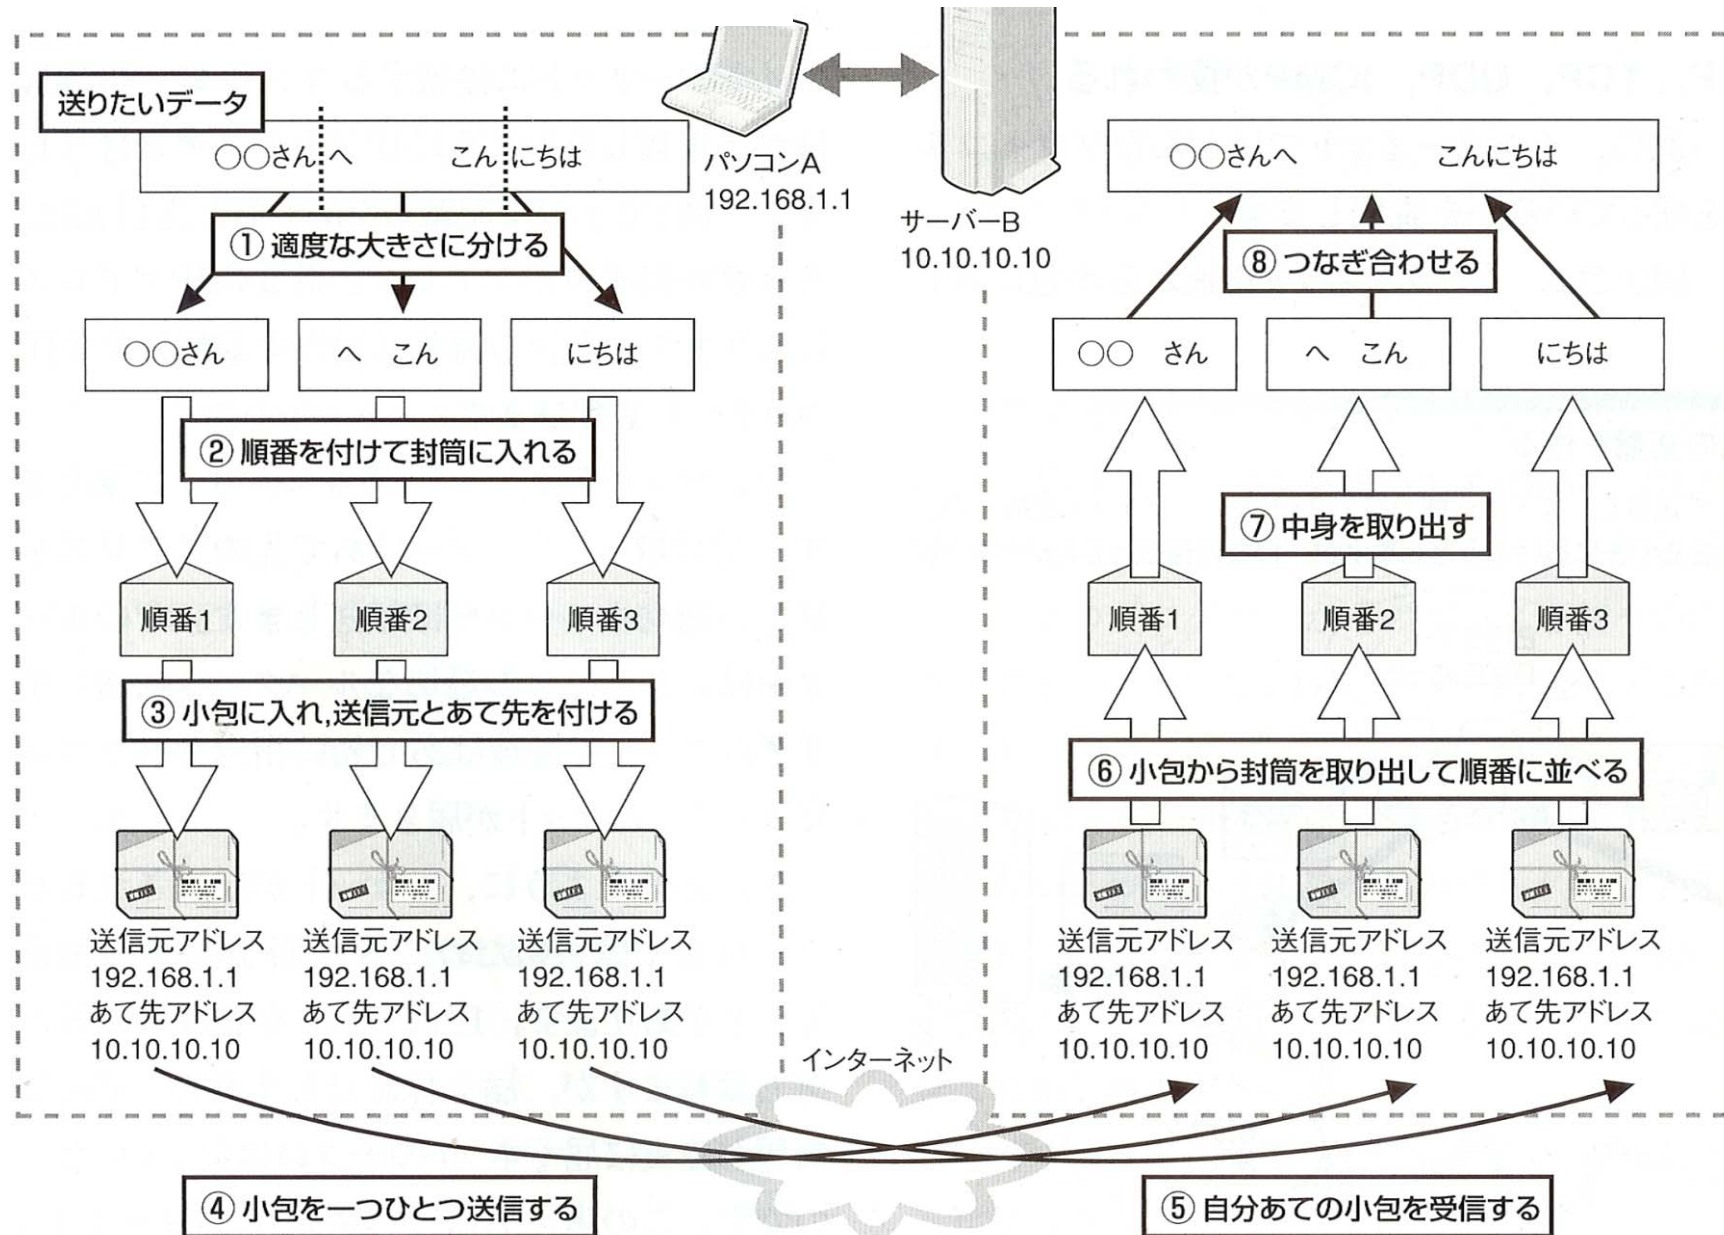 送りたいデータ
○○さん へ こん にちは
① 適度な大きさに分ける
○○さん
へ こん
にちは
② 順番を付けて封筒に入れる
順番1
順番2
順番3
③ 小包に入れ,送信元とあて先を付ける
送信元アドレス
192.168.1.1
あて先アドレス
10.10.10.10
送信元アドレス
192.168.1.1
あて先アドレス
10.10.10.10
送信元アドレス
192.168.1.1
あて先アドレス
10.10.10.10
④ 小包を一つひとつ送信する
パソコンA
192.168.1.1
サーバーB
10.10.10.10
インターネット
○○さんへ こんにちは
⑧ つなぎ合わせる
○○ さん
へ こん
にちは
⑦ 中身を取り出す
順番1
順番2
順番3
⑥ 小包から封筒を取り出して順番に並べる
送信元アドレス
192.168.1.1
あて先アドレス
10.10.10.10
送信元アドレス
192.168.1.1
あて先アドレス
10.10.10.10
送信元アドレス
192.168.1.1
あて先アドレス
10.10.10.10
⑤ 自分あての小包を受信する